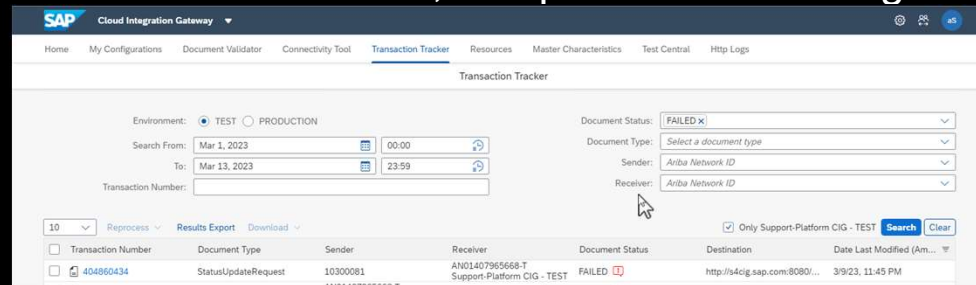 SAP Cloud Integration Gateway aS
Home My Configurations Document Validator Connectivity Tool Transaction Tracker Resources Master Characteristics Test Central Http Logs
Transaction Tracker
Environment: TEST PRODUCTION Document Status: FAILED
Search From: Mar 1, 2023 00:00 Document Type: Select a document type
To: Mar 13, 2023 23:59 Sender: Ariba Network ID
Transaction Number: Receiver: Ariba Network ID
10 Reprocess Results Export Download Only Support-Platform CIG - TEST Search Clear
Transaction Number Document Type Sender Receiver Document Status Destination Date Last Modified (Am...
404860434 StatusUpdateRequest 10300081 AN01407965668-T FAILED http://s4cig.sap.com:8080/... 3/9/23, 11:45 PM
Support-Platform CIG - TEST